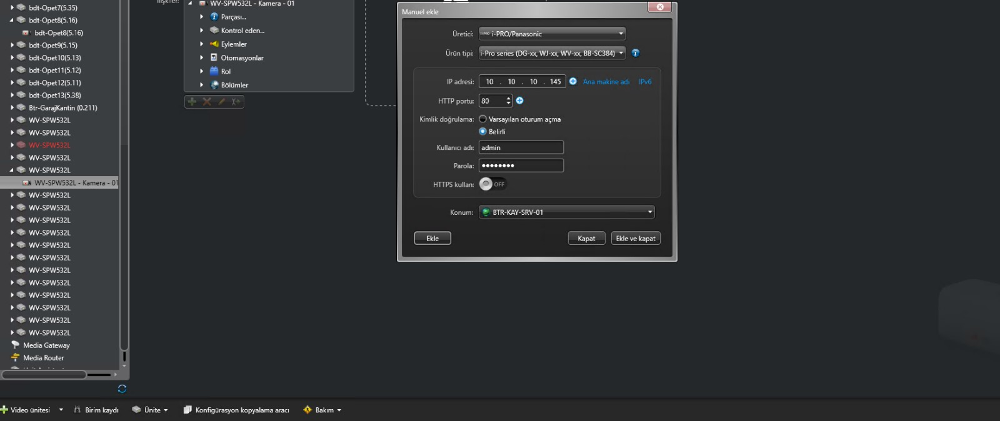 bdt-Opet7(5.35)
bdt-Opet8(5.16)
bdt-Opet8(5.16)
bdt-Opet9(5.15)
bdt-Opet10(5.13)
bdt-Opet11(5.12)
bdt-Opet12(5.11)
bdt-Opet13(5.38)
Btr-GarajKantin (0.211)
WV-SPW532L
WV-SPW532L
WV-SPW532L
WV-SPW532L
WV-SPW532L
WV-SPW532L - Kamera - 01
WV-SPW532L
WV-SPW532L
WV-SPW532L
WV-SPW532L
WV-SPW532L
WV-SPW532L
WV-SPW532L
WV-SPW532L
WV-SPW532L
WV-SPW532L
WV-SPW532L
WV-SPW532L
Media Gateway
Media Router
İlişkiler:
WV-SPW532L - Kamera - 01
Parçası...
Kontrol eden...
Eylemler
Otomasyonlar
Rol
Bölümler
Manuel ekle
Üretici: i-PRO/Panasonic
Ürün tipi: i-Pro series (DG-xx, WJ-xx, WV-xx, BB-SC384)
IP adresi: 10 . 10 . 10 . 145 Ana makine adı IPv6
HTTP portu: 80
Kimlik doğrulama: Varsayılan oturum açma
Belirli
Kullanıcı adı: admin
Parola: ••••••••
HTTPS kullan: OFF
Konum: BTR-KAY-SRV-01
Ekle Kapat Ekle ve kapat
Video ünitesi Birim kaydı Ünite Konfigürasyon kopyalama aracı Bakım